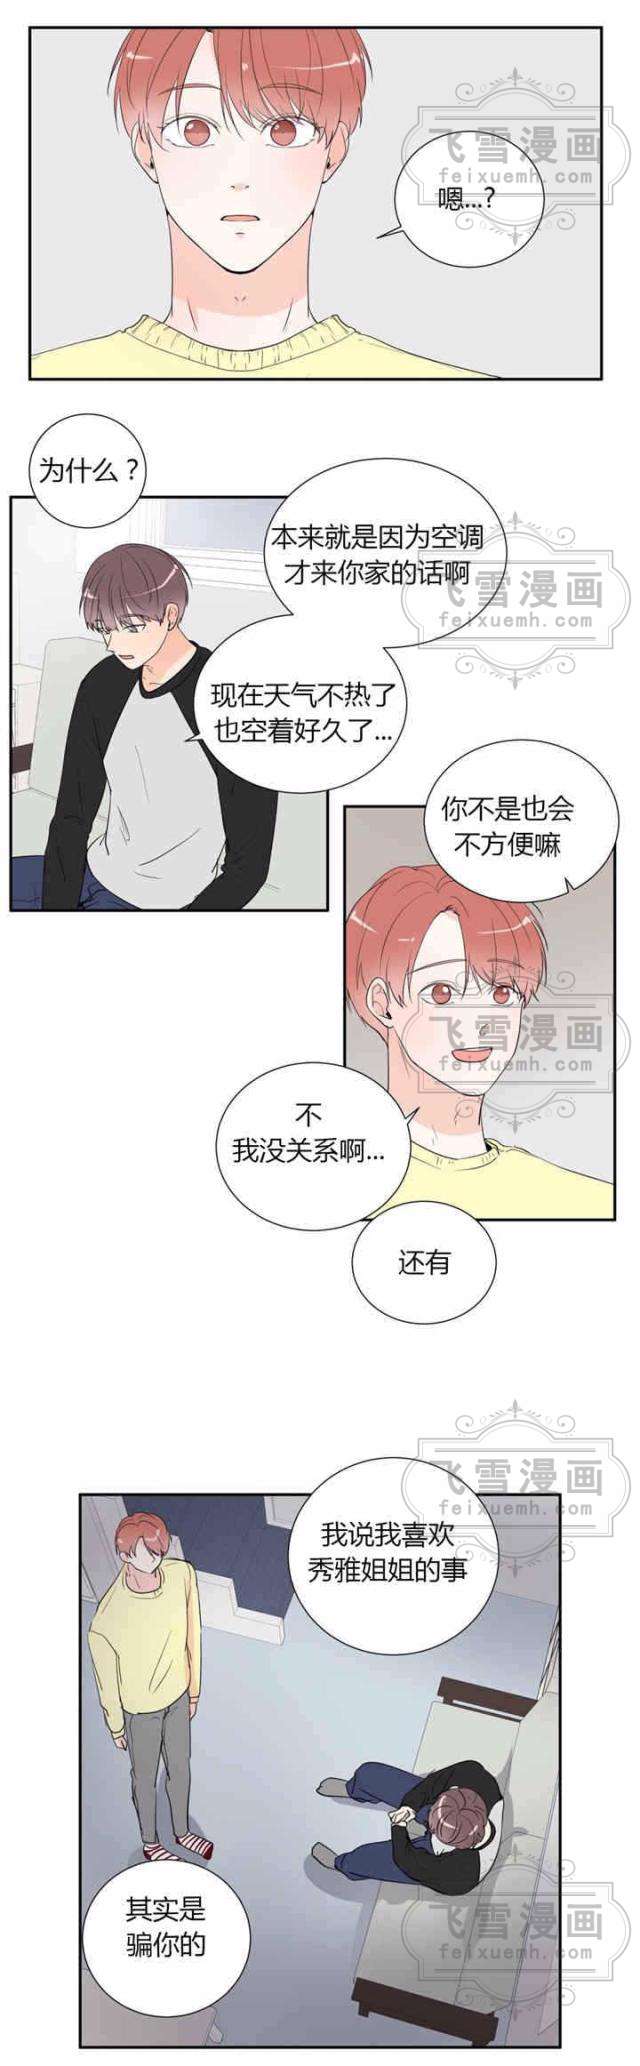 飞雪漫画
feixuemh.com
嗯...?
为什么？
本来就是因为空调
才来你家的话啊
飞雪漫画
feixuemh.com
现在天气不热了
也空着好久了...
你不是也会
不方便嘛
飞雪漫画
feixuemh.com
不
我没关系啊...
还有
飞雪漫画
feixuemh.com
我说我喜欢
秀雅姐姐的事
其实是
骗你的
飞雪漫画
feixuemh.com